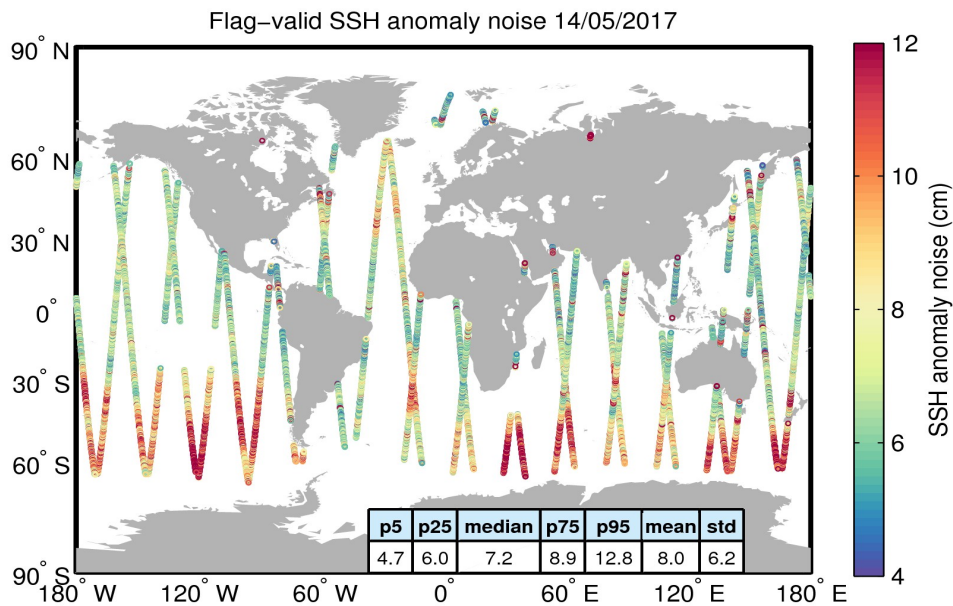 Flag−valid SSH anomaly noise 14/05/2017
90° N
60° N
30° N
0°
30° S
60° S
90° S
180° W 120° W 60° W 0° 60° E 120° E 180° E
p5 p25 median p75 p95 mean std
4.7 6.0 7.2 8.9 12.8 8.0 6.2
12
10
8
6
4
SSH anomaly noise (cm)